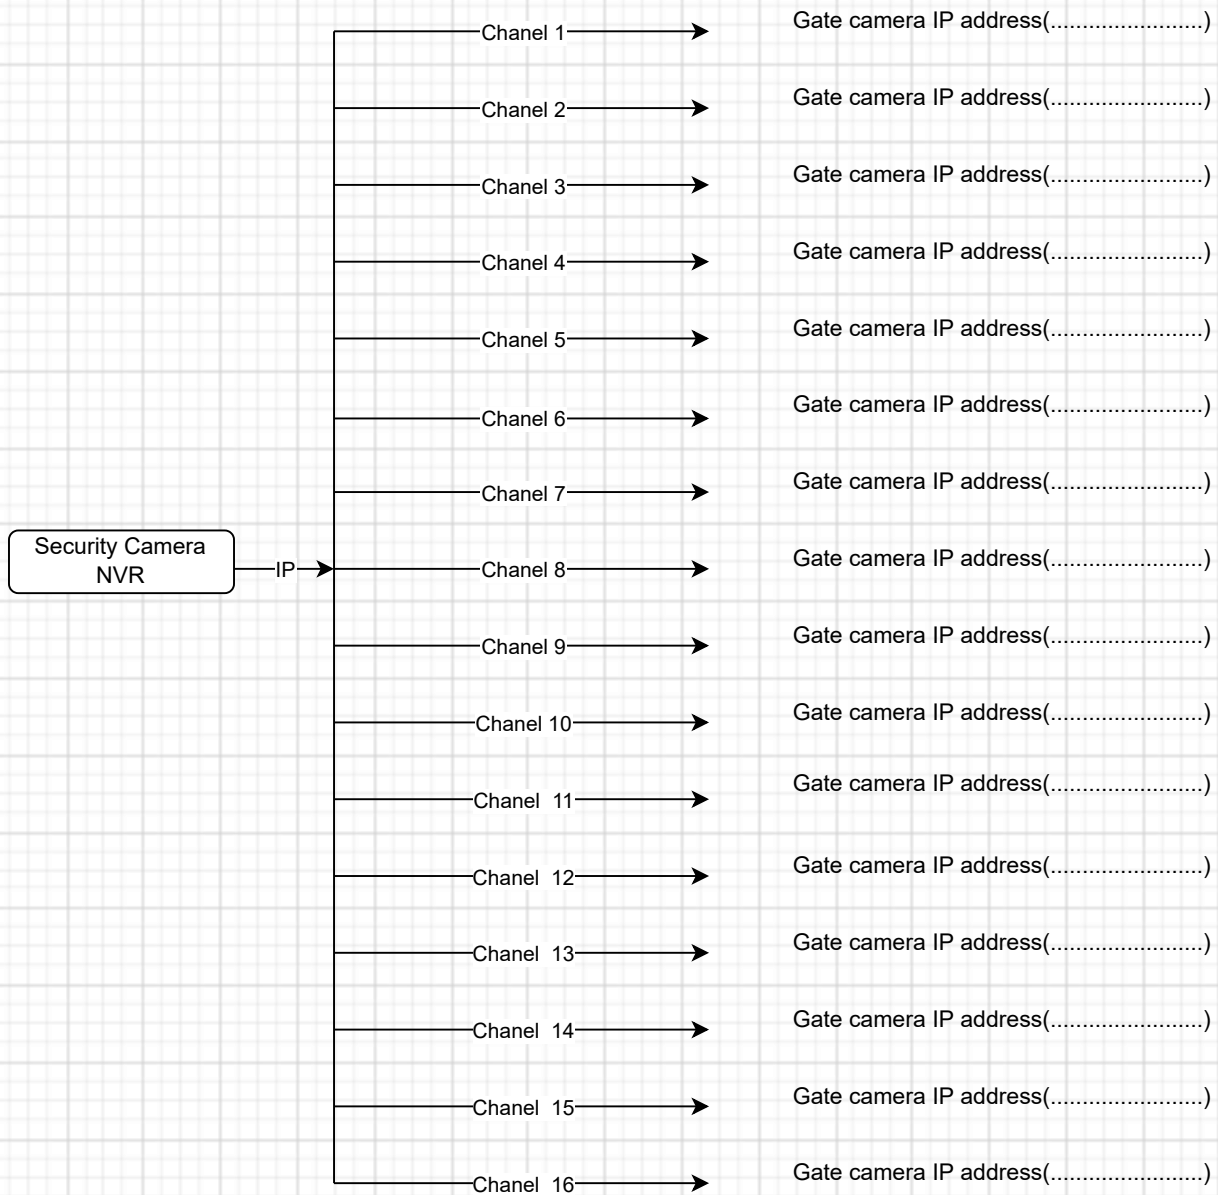 Chanel 1
Gate camera IP address(........................)
Chanel 2
Gate camera IP address(........................)
Chanel 3
Gate camera IP address(........................)
Chanel 4
Gate camera IP address(........................)
Chanel 5
Gate camera IP address(........................)
Chanel 6
Gate camera IP address(........................)
Chanel 7
Gate camera IP address(........................)
Security Camera
NVR
IP
Chanel 8
Gate camera IP address(........................)
Chanel 9
Gate camera IP address(........................)
Chanel 10
Gate camera IP address(........................)
Chanel  11
Gate camera IP address(........................)
Chanel  12
Gate camera IP address(........................)
Chanel  13
Gate camera IP address(........................)
Chanel  14
Gate camera IP address(........................)
Chanel  15
Gate camera IP address(........................)
Chanel  16
Gate camera IP address(........................)